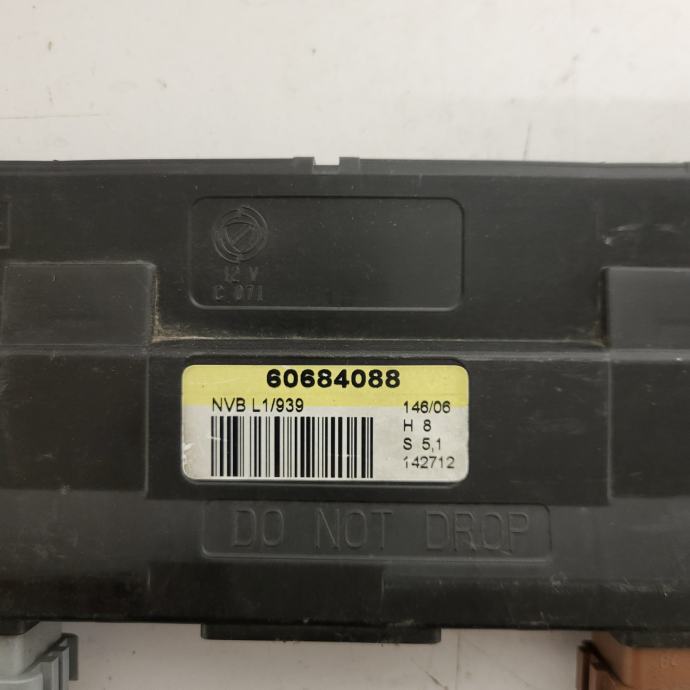 12 V
C 071
60684088
NVB L1/939
146/06
H 8
S 5,1
142712
DO NOT DROP